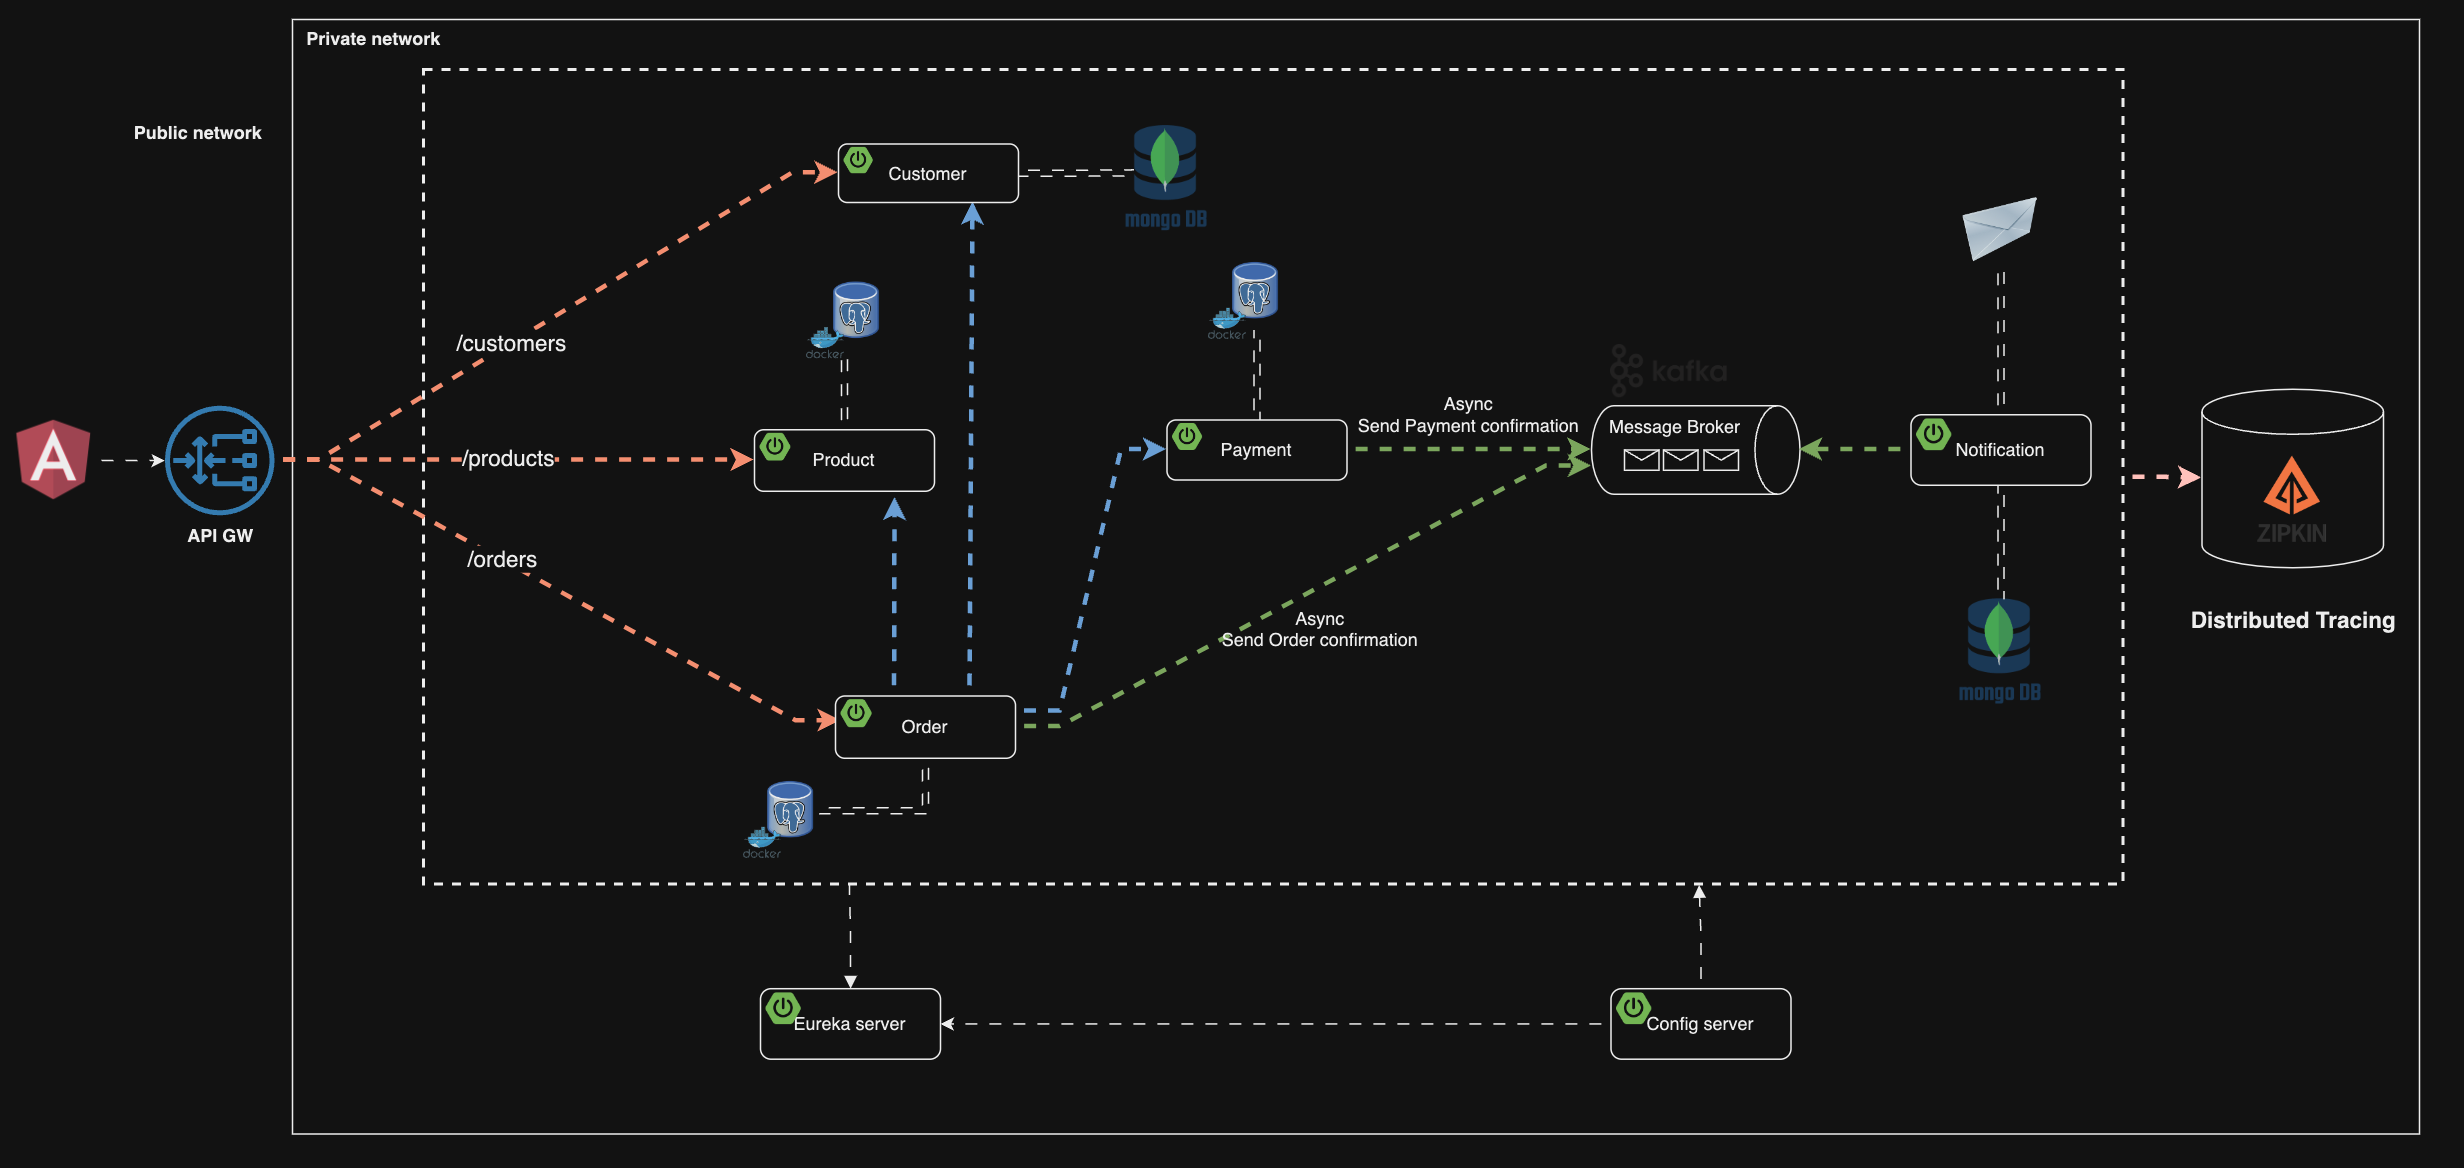 Private network
Public network
Customer
mongo DB
docker
docker
/customers
kafka
Async
Send Payment confirmation
Message Broker
Payment
Notification
/products
Product
API GW
ZIPKIN
/orders
Distributed Tracing
Async
Send Order confirmation
mongo DB
Order
docker
Eureka server
Config server